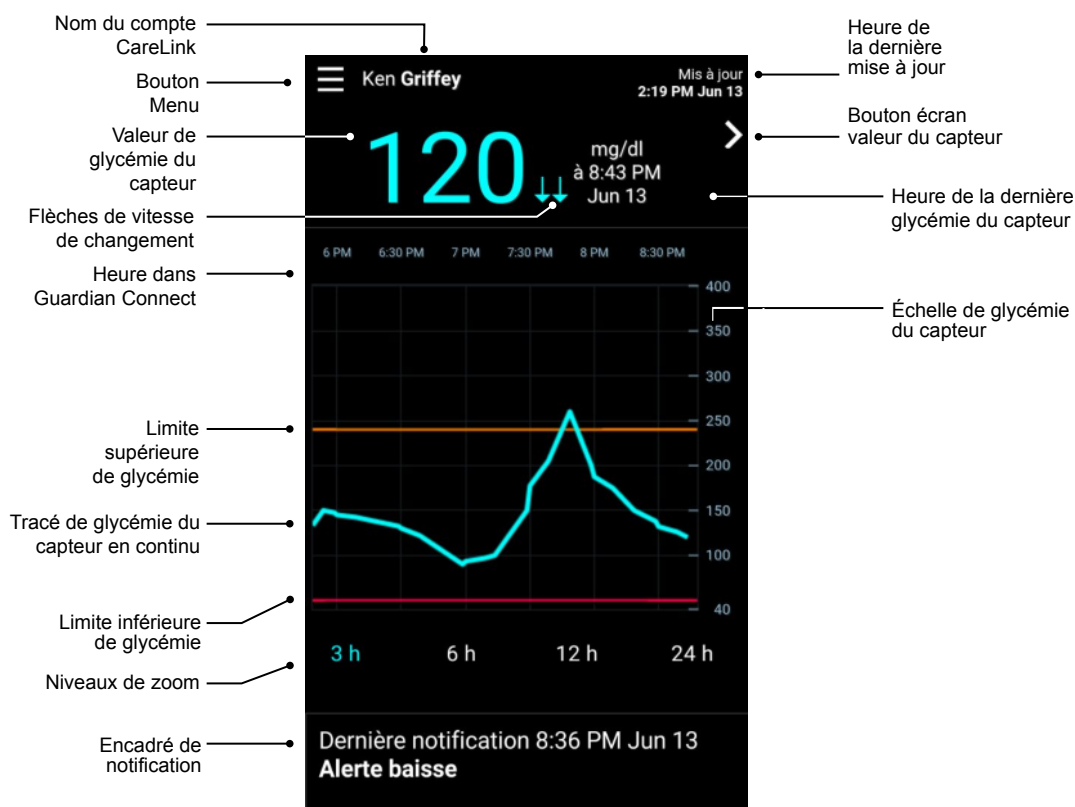 Nom du compte
CareLink
Bouton
Menu
Valeur de
glycémie du
capteur
Flèches de vitesse
de changement
Heure dans
Guardian Connect
Limite
supérieure
de glycémie
Tracé de glycémie du
capteur en continu
Limite inférieure
de glycémie
Niveaux de zoom
Encadré de
notification
Ken Griffey
Mis à jour
2:19 PM Jun 13
120
mg/dl
à 8:43 PM
Jun 13
6 PM 6:30 PM 7 PM 7:30 PM 8 PM 8:30 PM
400
350
300
250
200
150
100
40
3 h 6 h 12 h 24 h
Dernière notification 8:36 PM Jun 13
Alerte baisse
Heure de
la dernière
mise à jour
Bouton écran
valeur du capteur
Heure de la dernière
glycémie du capteur
Échelle de glycémie
du capteur